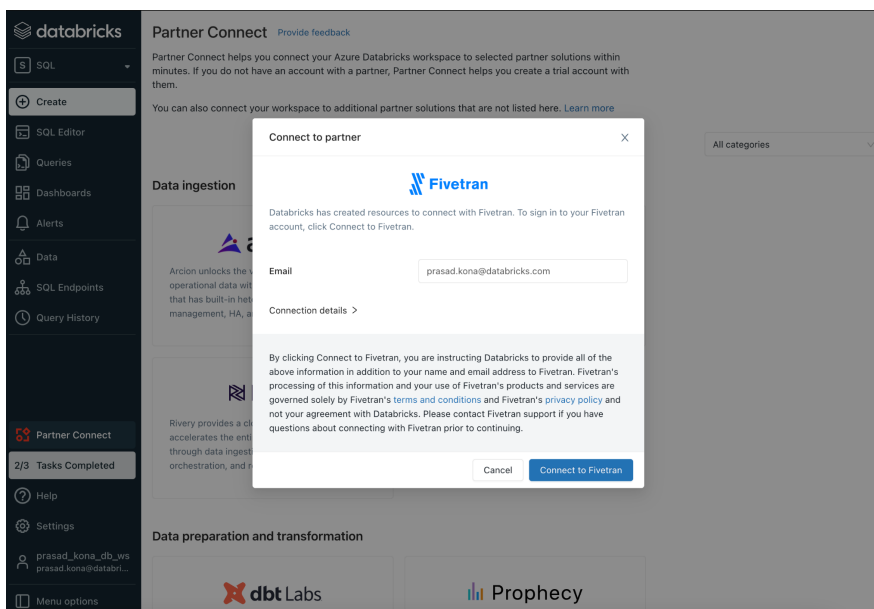 databricks
S SQL
Create
SQL Editor
Queries
Dashboards
Alerts
Data
SQL Endpoints
Query History
Partner Connect
2/3 Tasks Completed
Help
Settings
prasad_kona_db_ws
prasad.kona@databri...
Menu options
Partner Connect Provide feedback
Partner Connect helps you connect your Azure Databricks workspace to selected partner solutions within
minutes. If you do not have an account with a partner, Partner Connect helps you create a trial account with
them.
You can also connect your workspace to additional partner solutions that are not listed here. Learn more
All categories
Data ingestion
Arcion unlocks the
operational data
that has built-in
management, HA,
Rivery provides a
accelerates the
through data
orchestration, and
Connect to partner
Fivetran
Databricks has created resources to connect with Fivetran. To sign in to your Fivetran
account, click Connect to Fivetran.
Email prasad.kona@databricks.com
Connection details >
By clicking Connect to Fivetran, you are instructing Databricks to provide all of the
above information in addition to your name and email address to Fivetran. Fivetran's
processing of this information and your use of Fivetran's products and services are
governed solely by Fivetran's terms and conditions and Fivetran's privacy policy and
not your agreement with Databricks. Please contact Fivetran support if you have
questions about connecting with Fivetran prior to continuing.
Cancel Connect to Fivetran
Data preparation and transformation
dbt Labs
Prophecy